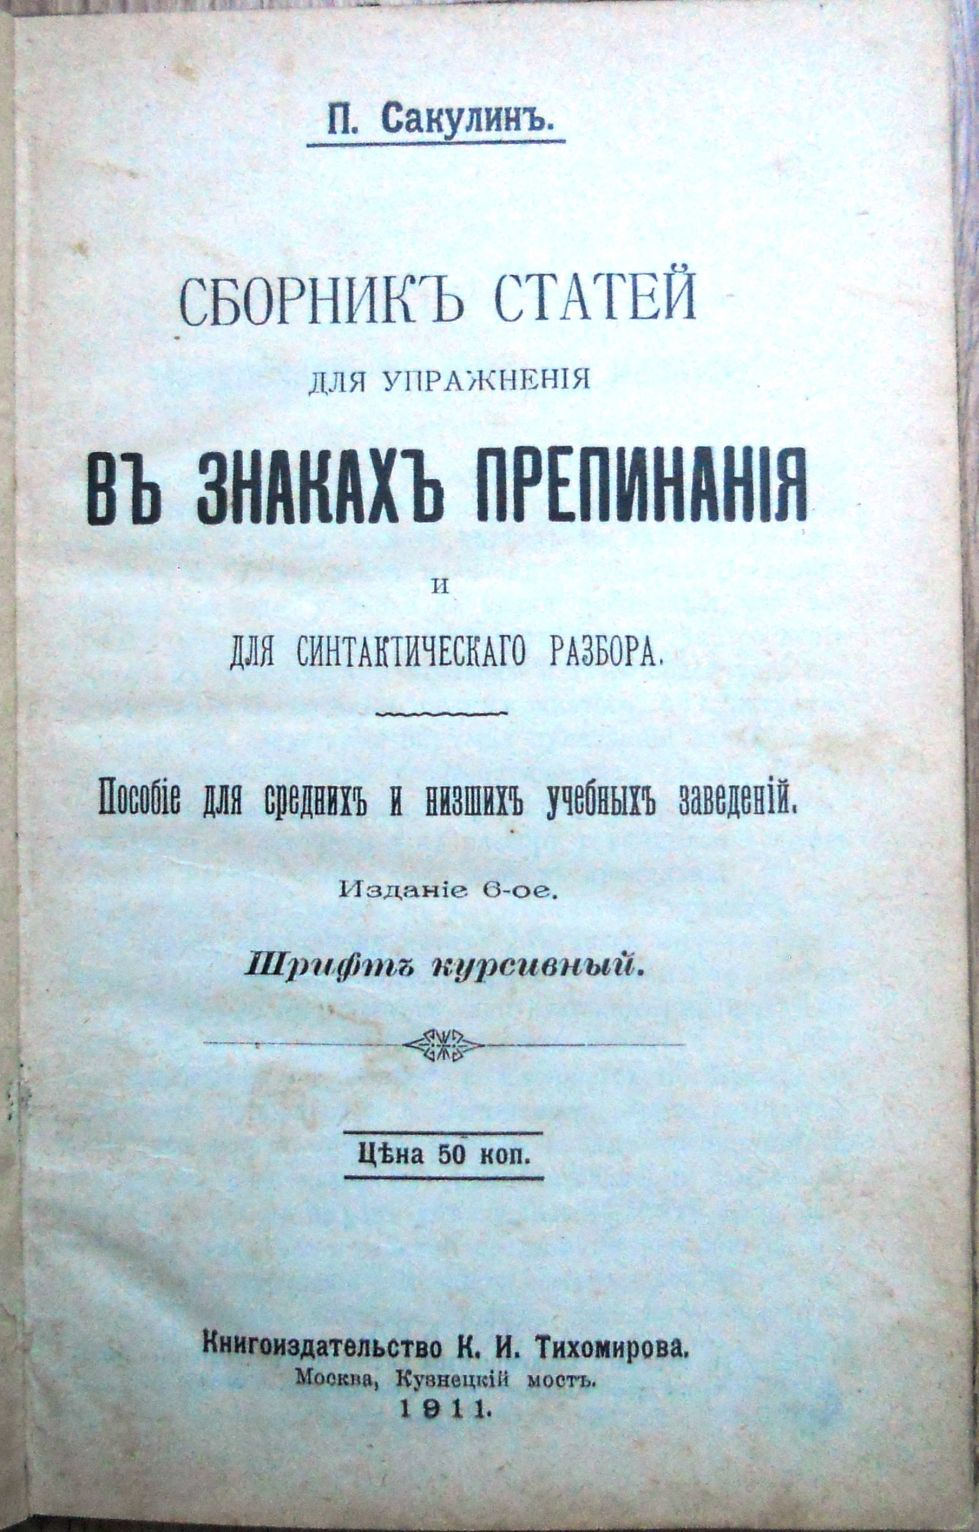 П. Сакулинъ.
СБОРНИКЪ СТАТЕЙ
ДЛЯ УПРАЖНЕНІЯ
ВЪ ЗНАКАХЪ ПРЕПИНАНІЯ
И
ДЛЯ СИНТАКТИЧЕСКАГО РАЗБОРА.
Пособіе для среднихъ и низшихъ учебныхъ заведеній.
Изданіе 6-ое.
Шрифтъ курсивный.
Цѣна 50 коп.
Книгоиздательство К. И. Тихомирова.
Москва, Кузнецкій мостъ.
1911.